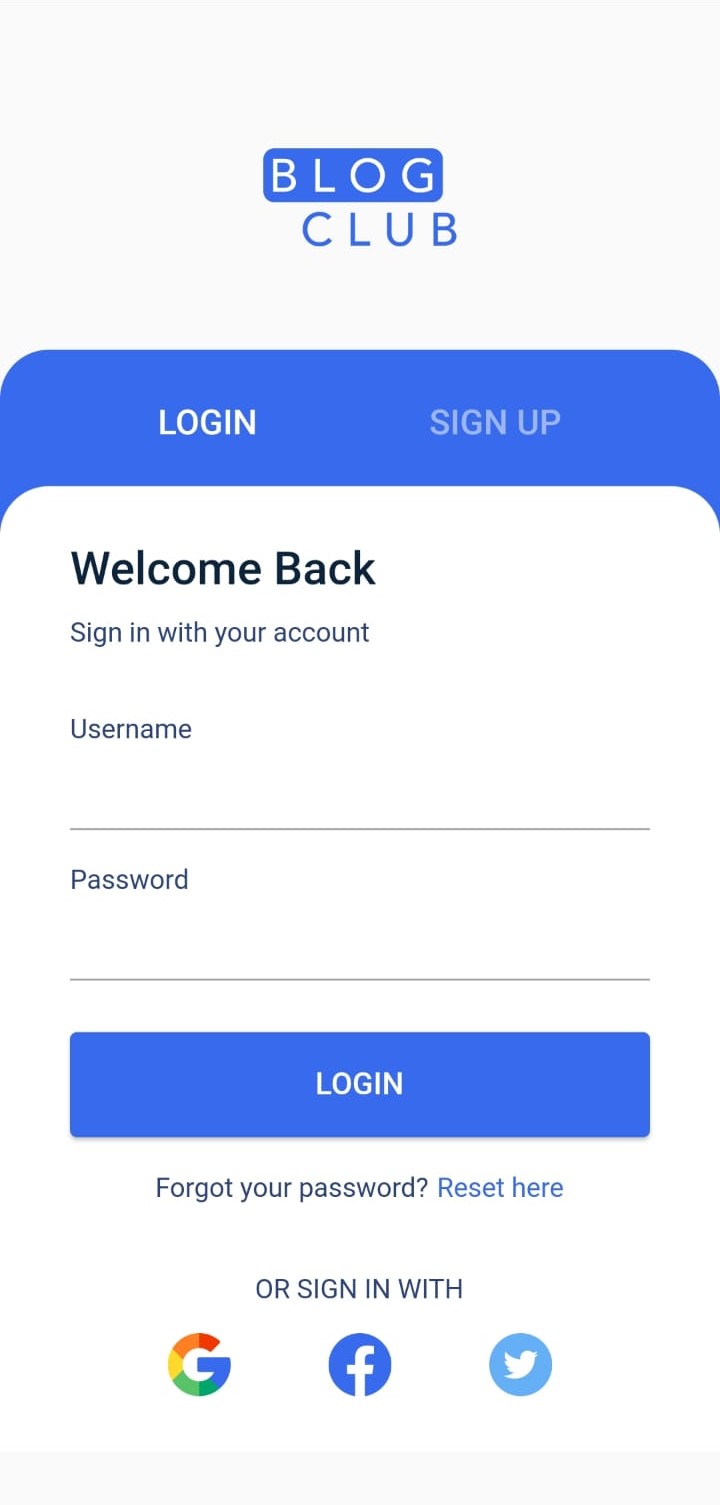 BLOG
CLUB
LOGIN SIGN UP
Welcome Back
Sign in with your account
Username
Password
LOGIN
Forgot your password? Reset here
OR SIGN IN WITH